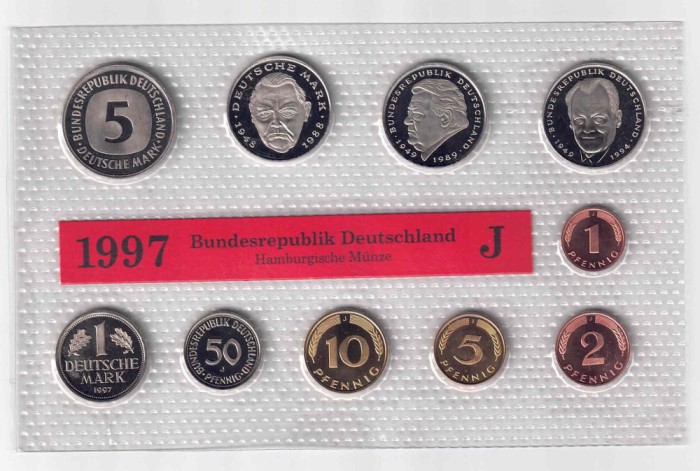 BUNDESREPUBLIK DEUTSCHLAND
5
DEUTSCHE MARK
DEUTSCHE MARK
1948 1988
BUNDESREPUBLIK DEUTSCHLAND
1949 1989
BUNDESREPUBLIK DEUTSCHLAND
1949 1994
1997 Bundesrepublik Deutschland J
Hamburgische Münze
J
1
PFENNIG
1
DEUTSCHE
MARK
1997
BUNDESREPUBLIK DEUTSCHLAND
50
J
PFENNIG
J
10
PFENNIG
J
5
PFENNIG
J
2
PFENNIG